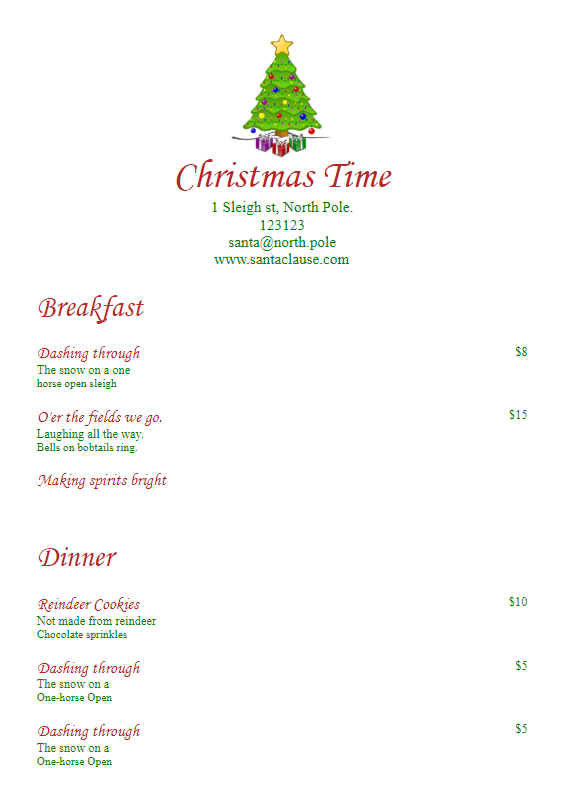 Christmas Time
1 Sleigh st, North Pole.
123123
santa@north.pole
www.santaclause.com
Breakfast
Dashing through $8
The snow on a one
horse open sleigh
O'er the fields we go. $15
Laughing all the way.
Bells on bobtails ring.
Making spirits bright
Dinner
Reindeer Cookies $10
Not made from reindeer
Chocolate sprinkles
Dashing through $5
The snow on a
One-horse Open
Dashing through $5
The snow on a
One-horse Open